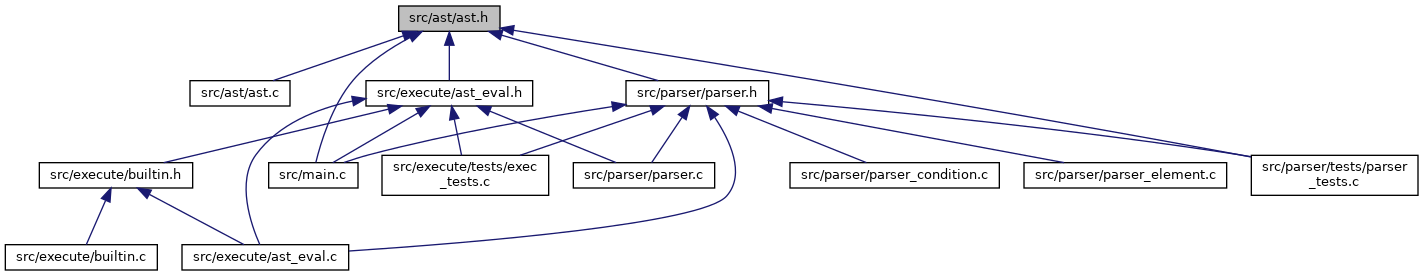 src/ast/ast.h
src/ast/ast.c
src/execute/ast_eval.h
src/parser/parser.h
src/execute/builtin.h
src/main.c
src/execute/tests/exec
_tests.c
src/parser/parser.c
src/parser/parser_condition.c
src/parser/parser_element.c
src/parser/tests/parser
_tests.c
src/execute/builtin.c
src/execute/ast_eval.c